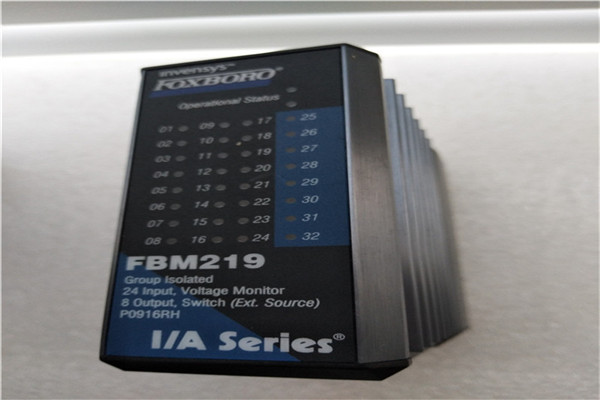 invensys™
FOXBORO®
Operational Status
01 09 17 25
02 10 18 26
03 11 19 27
04 12 20 28
05 13 21 29
06 14 22 30
07 15 23 31
08 16 24 32
FBM219
Group Isolated
24 Input, Voltage Monitor
8 Output, Switch (Ext. Source)
P0916RH
I/A Series®